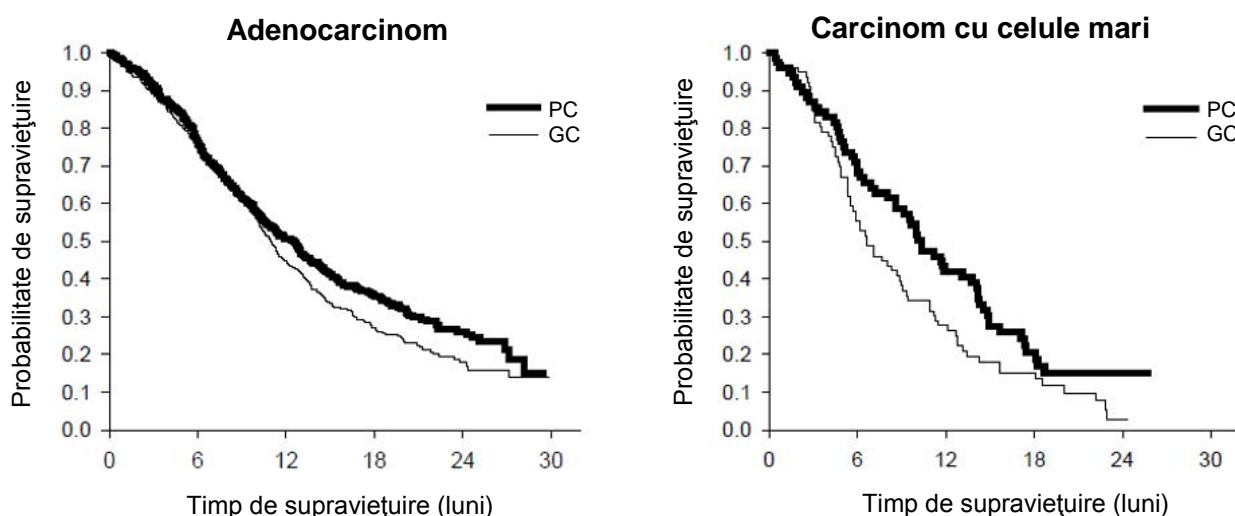 Adenocarcinom
Probabilitate de supravieţuire
1.0
0.9
0.8
0.7
0.6
0.5
0.4
0.3
0.2
0.1
0.0
PC
GC
0 6 12 18 24 30
Timp de supravieţuire (luni)
Carcinom cu celule mari
Probabilitate de supravieţuire
1.0
0.9
0.8
0.7
0.6
0.5
0.4
0.3
0.2
0.1
0.0
PC
GC
0 6 12 18 24 30
Timp de supravieţuire (luni)